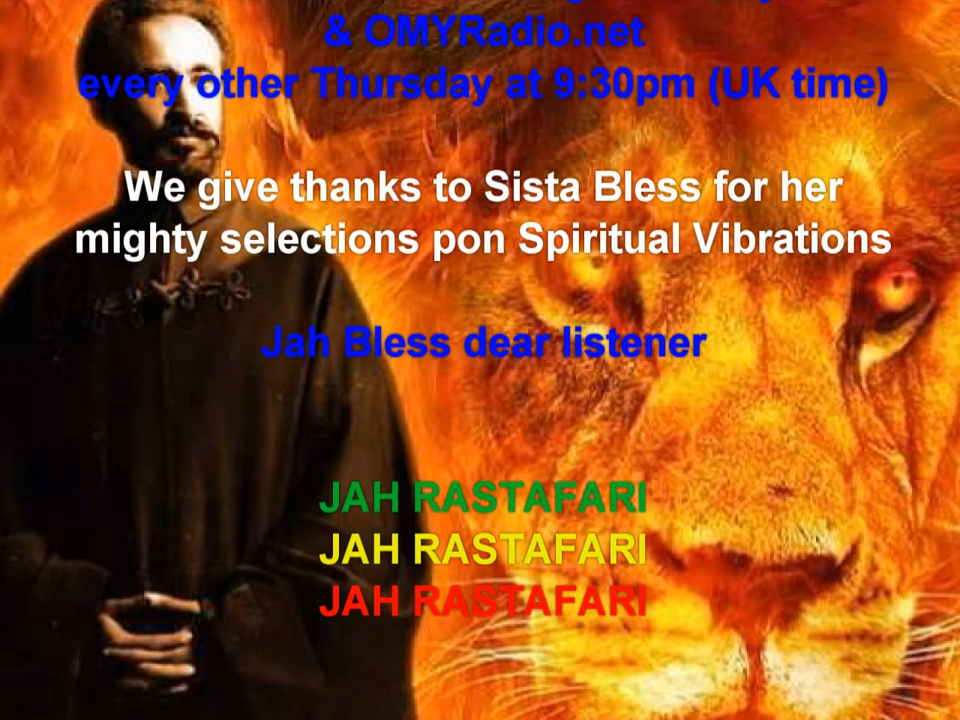 & OMYRadio.net
every other Thursday at 9:30pm (UK time)
We give thanks to Sista Bless for her
mighty selections pon Spiritual Vibrations
Jah Bless dear listener
JAH RASTAFARI
JAH RASTAFARI
JAH RASTAFARI